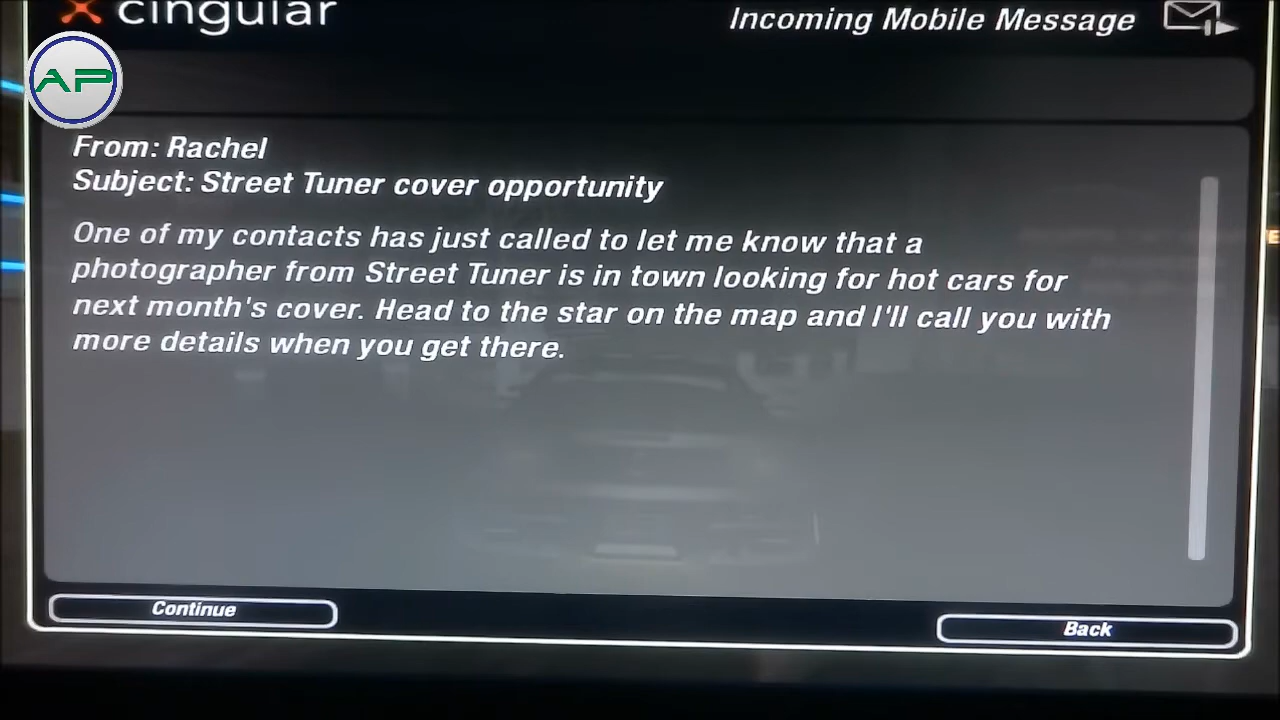 cingular
Incoming Mobile Message
AP
From: Rachel
Subject: Street Tuner cover opportunity
One of my contacts has just called to let me know that a
photographer from Street Tuner is in town looking for hot cars for
next month's cover. Head to the star on the map and I'll call you with
more details when you get there.
Continue
Back